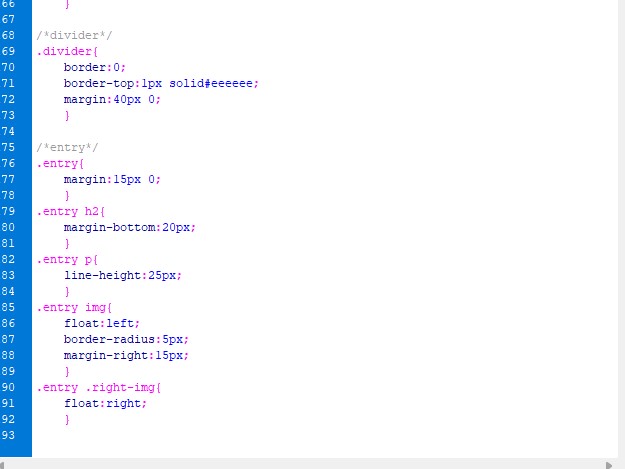 66 }
67
68 /*divider*/
69 .divider{
70 border:0;
71 border-top:1px solid#eeeeee;
72 margin:40px 0;
73 }
74
75 /*entry*/
76 .entry{
77 margin:15px 0;
78 }
79 .entry h2{
80 margin-bottom:20px;
81 }
82 .entry p{
83 line-height:25px;
84 }
85 .entry img{
86 float:left;
87 border-radius:5px;
88 margin-right:15px;
89 }
90 .entry .right-img{
91 float:right;
92 }
93